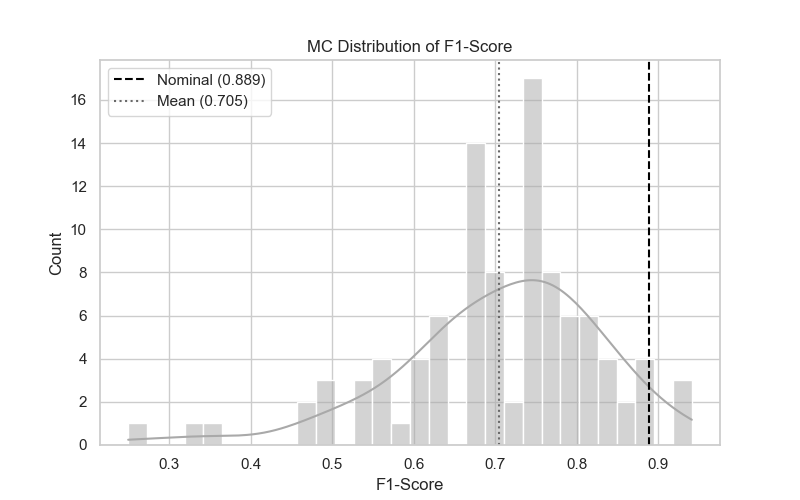 MC Distribution of F1-Score
Nominal (0.889)
Mean (0.705)
16
14
12
10
8
6
4
2
0
Count
0.3 0.4 0.5 0.6 0.7 0.8 0.9
F1-Score